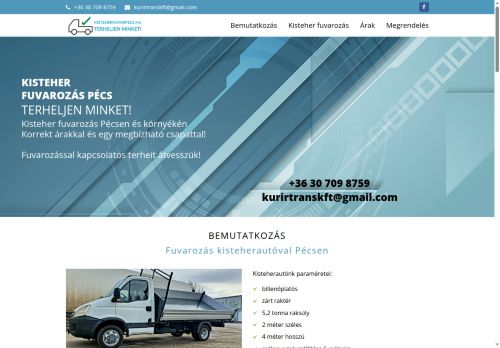 +36 30 709 8759 kurirtranskft@gmail.com
KISTEHERFUVARPECS.HU
TERHELJEN MINKET!
Bemutatkozás Kisteher fuvarozás Árak Megrendelés
KISTEHER
FUVAROZÁS PÉCS
TERHELJEN MINKET!
Kisteher fuvarozás Pécsen és környékén
Korrekt árakkal és egy megbízható csapattal!
Fuvarozással kapcsolatos terheit átvesszük!
+36 30 709 8759
kurirtranskft@gmail.com
BEMUTATKOZÁS
Fuvarozás kisteherautóval Pécsen
Kisteherautónk paraméretei:
billenőplatós
zárt raktér
5,2 tonna raksúly
2 méter széles
4 méter hosszú